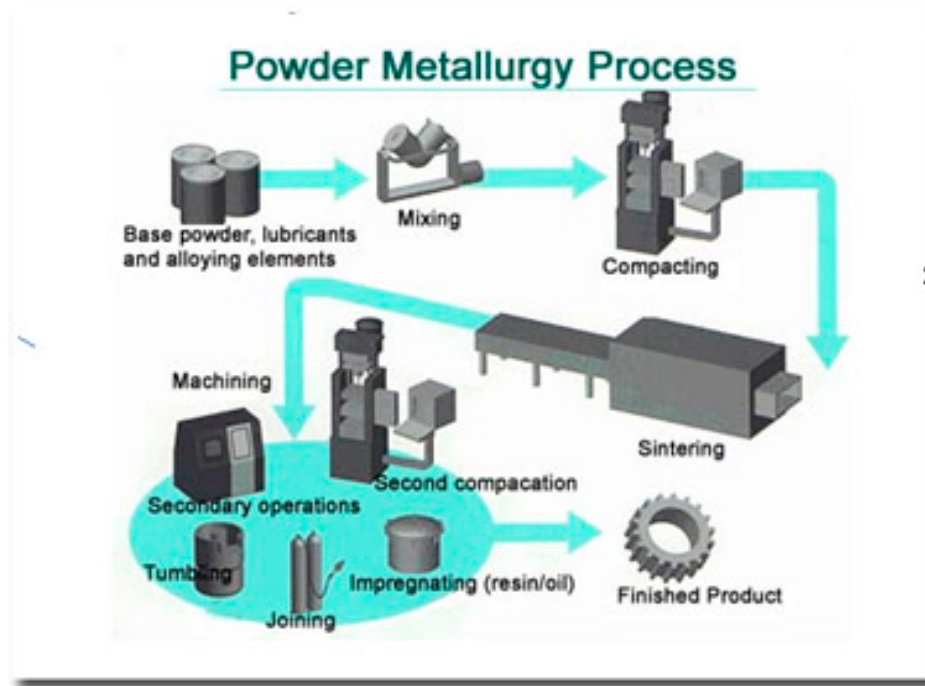 Powder Metallurgy Process
Base powder, lubricants
and alloying elements
Mixing
Compacting
Sintering
Machining
Second compacation
Secondary operations
Tumbling
Joining
Impregnating (resin/oil)
Finished Product